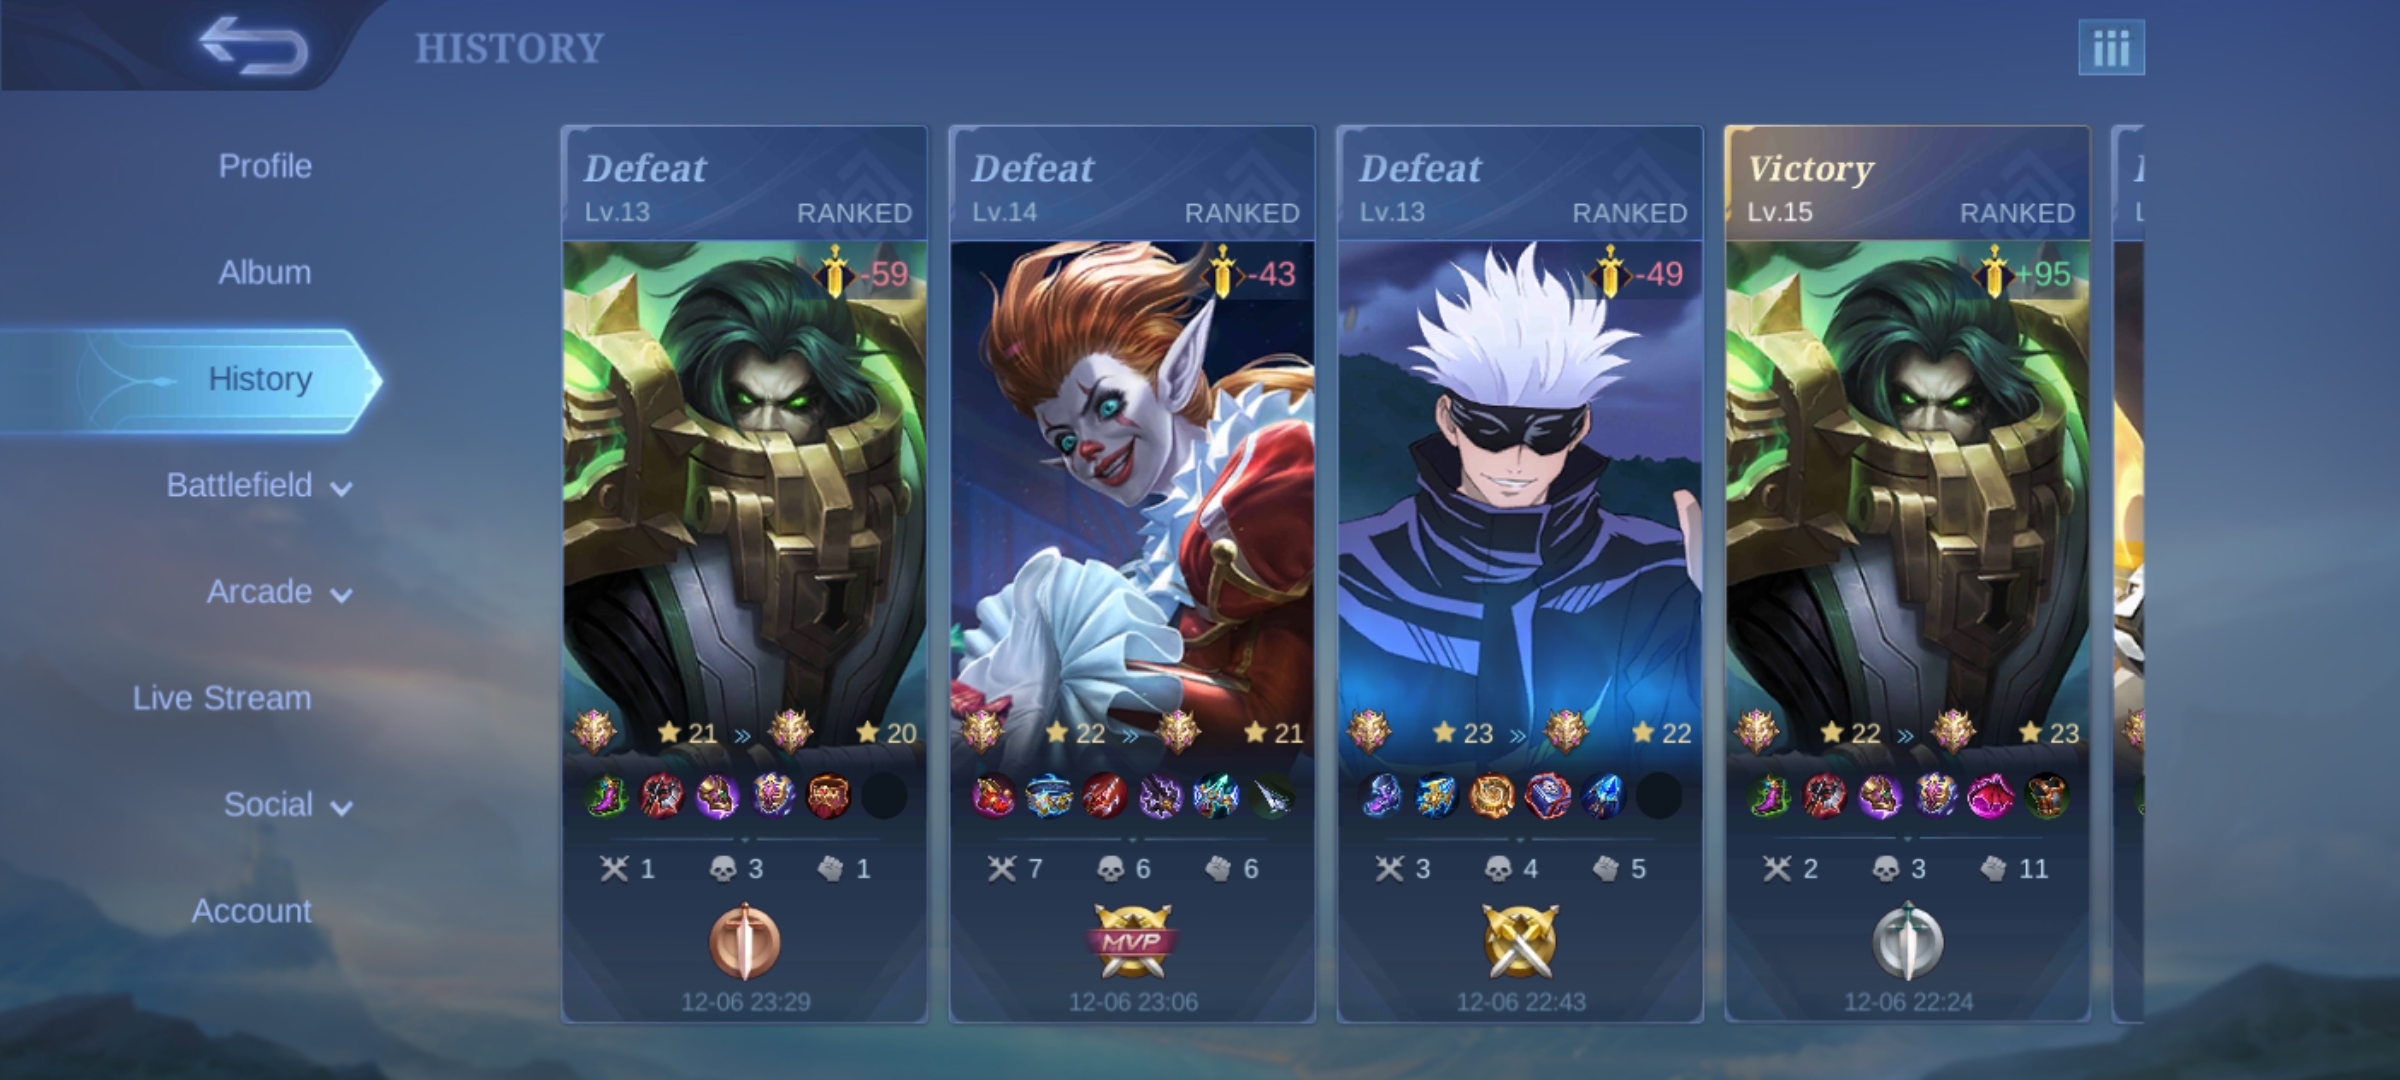 HISTORY
Profile
Album
History
Battlefield
Arcade
Live Stream
Social
Account
Defeat
Lv.13 RANKED
-59
21 » 20
1 3 1
12-06 23:29
Defeat
Lv.14 RANKED
-43
22 » 21
7 6 6
MVP
12-06 23:06
Defeat
Lv.13 RANKED
-49
23 » 22
3 4 5
12-06 22:43
Victory
Lv.15 RANKED
+95
22 » 23
2 3 11
12-06 22:24